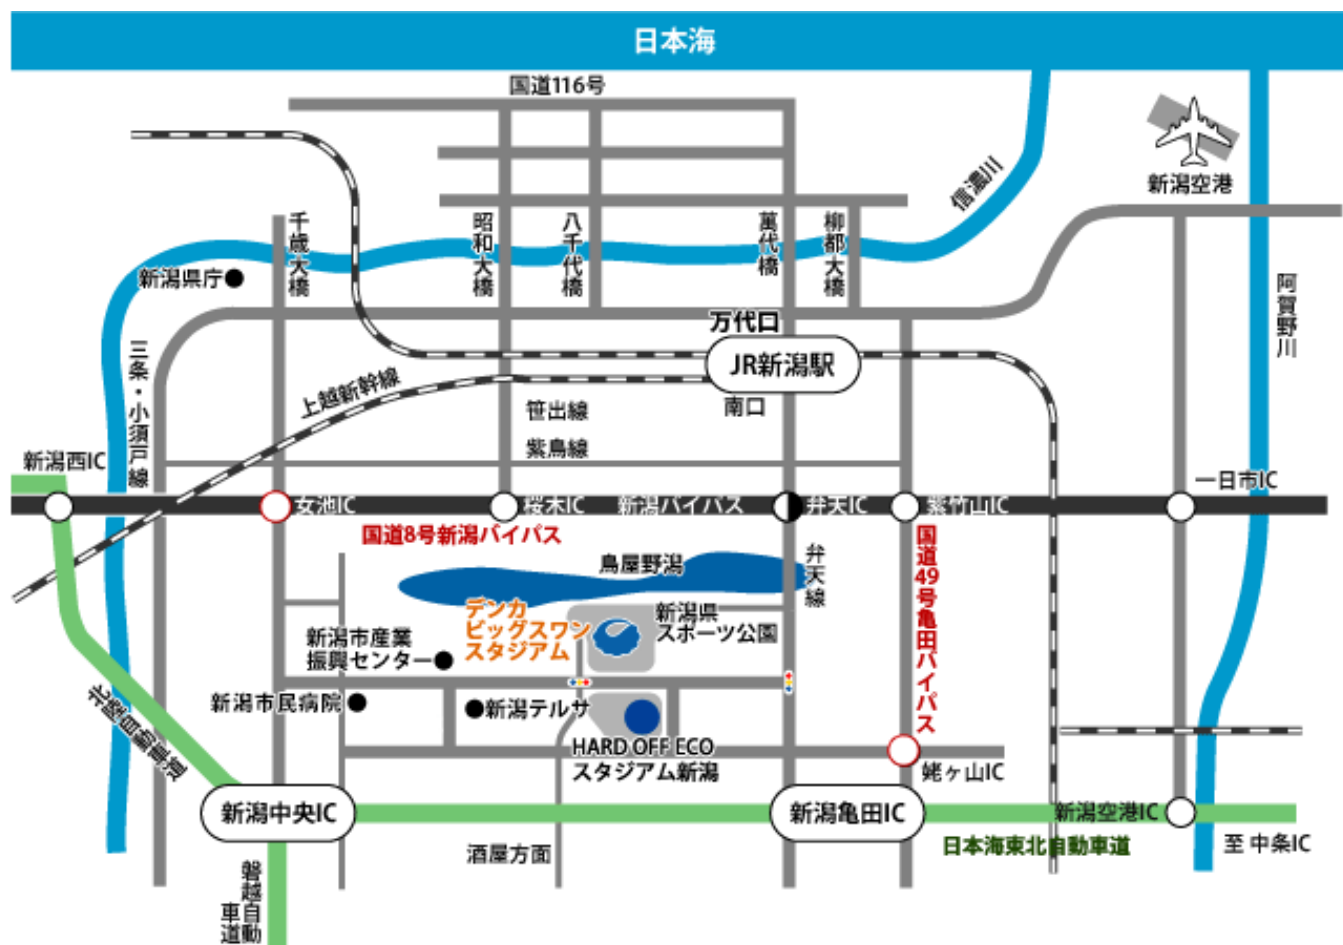 日本海
国道116号
信濃川
新潟空港
千歳大橋
昭和大橋
八千代橋
萬代橋
柳都大橋
新潟県庁
阿賀野川
万代口
JR新潟駅
南口
三条・小須戸線
上越新幹線
笹出線
紫鳥線
新潟西IC
一日市IC
女池IC
桜木IC
新潟バイパス
弁天IC
紫竹山IC
国道8号新潟バイパス
国道49号亀田バイパス
鳥屋野潟
弁天線
デンカ
ビッグスワン
スタジアム
新潟県
スポーツ公園
新潟市産業
振興センター
新潟市民病院
新潟テルサ
HARD OFF ECO
スタジアム新潟
姥ヶ山IC
北陸自動車道
新潟中央IC
新潟亀田IC
新潟空港IC
日本海東北自動車道
至 中条IC
酒屋方面
磐越自動
車道